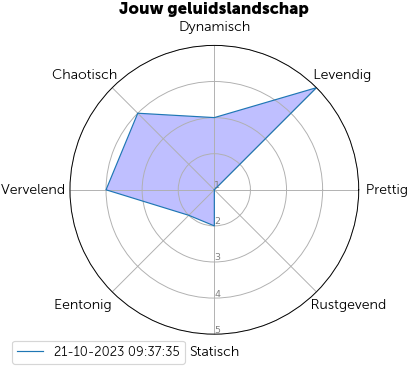 Jouw geluidslandschap
Dynamisch
Chaotisch
Levendig
Vervelend
Prettig
1
2
3
4
5
Eentonig
Rustgevend
21-10-2023 09:37:35
Statisch